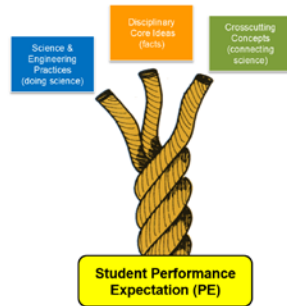 Science &
Engineering
Practices
(doing science)
Disciplinary
Core Ideas
(facts)
Crosscutting
Concepts
(connecting
science)
Student Performance
Expectation (PE)